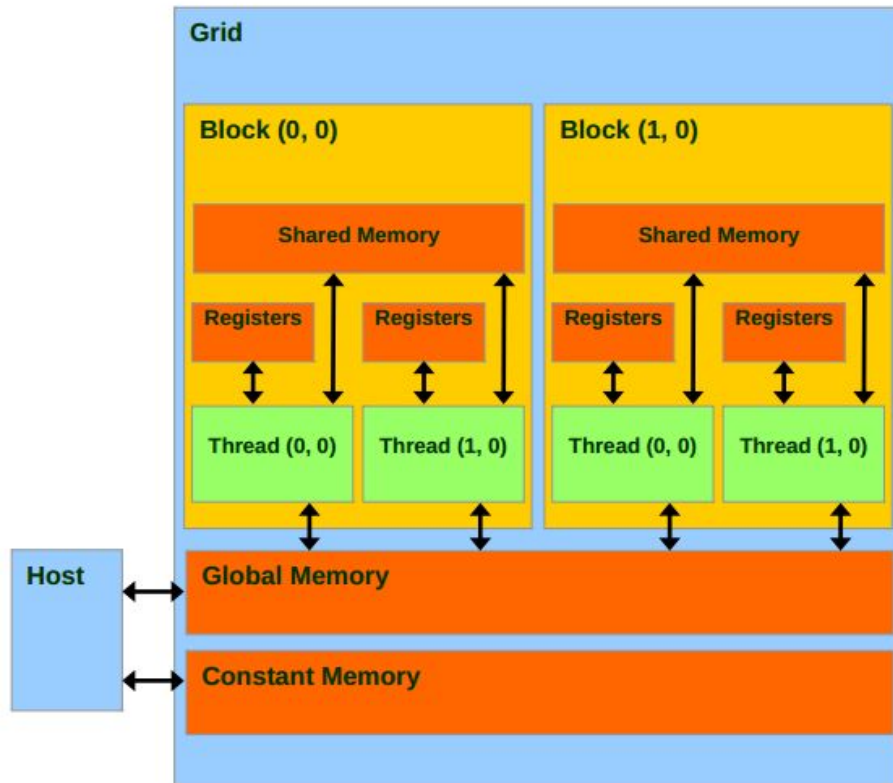 Grid
Block (0, 0)
Block (1, 0)
Shared Memory
Shared Memory
Registers
Registers
Registers
Registers
Thread (0, 0)
Thread (1, 0)
Thread (0, 0)
Thread (1, 0)
Host
Global Memory
Constant Memory